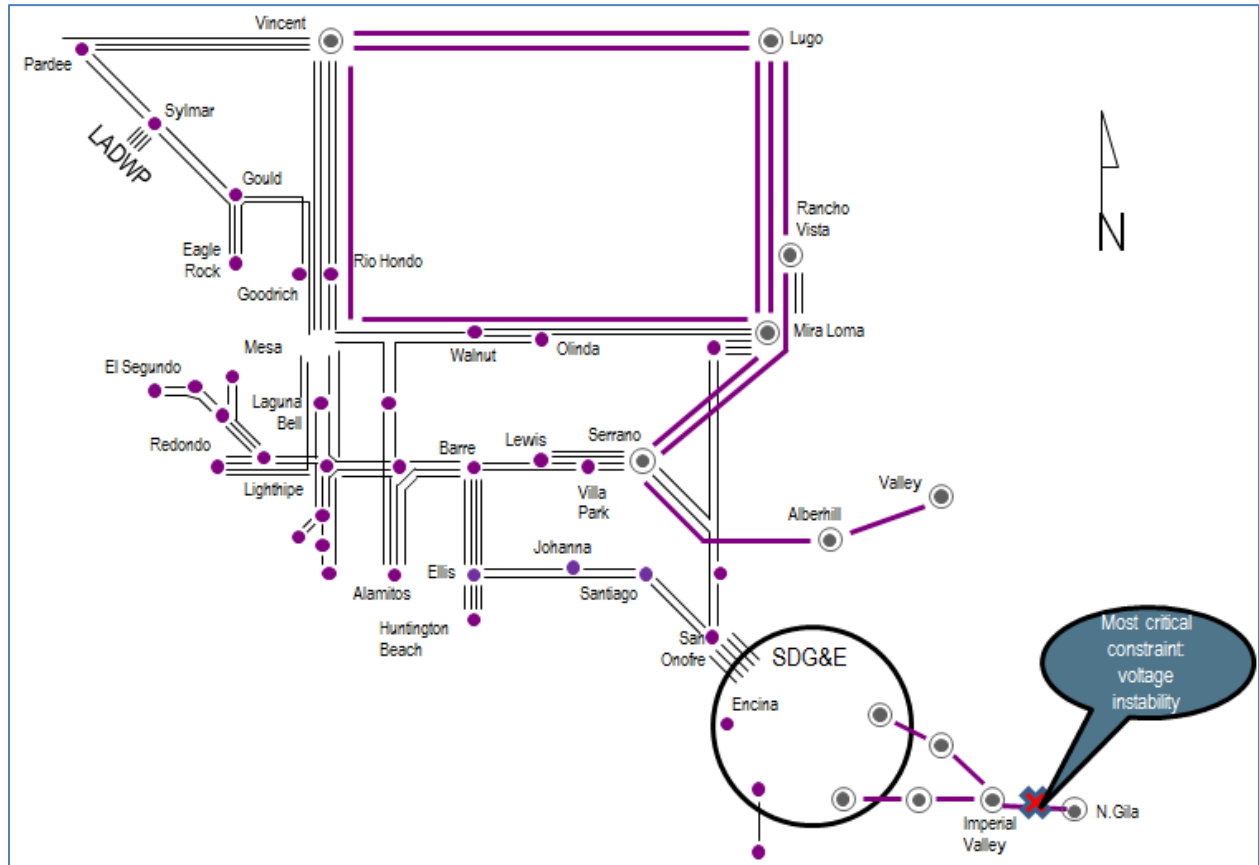 Vincent
Lugo
Pardee
Sylmar
LADWP
Gould
Rancho
Vista
N
Eagle
Rock
Rio Hondo
Goodrich
Mira Loma
Mesa
Walnut
Olinda
El Segundo
Laguna
Bell
Redondo
Barre
Lewis
Serrano
Lighthipe
Villa
Park
Valley
Alberhill
Johanna
Ellis
Santiago
Alamitos
Huntington
Beach
San
Onofre
SDG&E
Most critical
constraint:
voltage
instability
Encina
Imperial
Valley
N.Gila